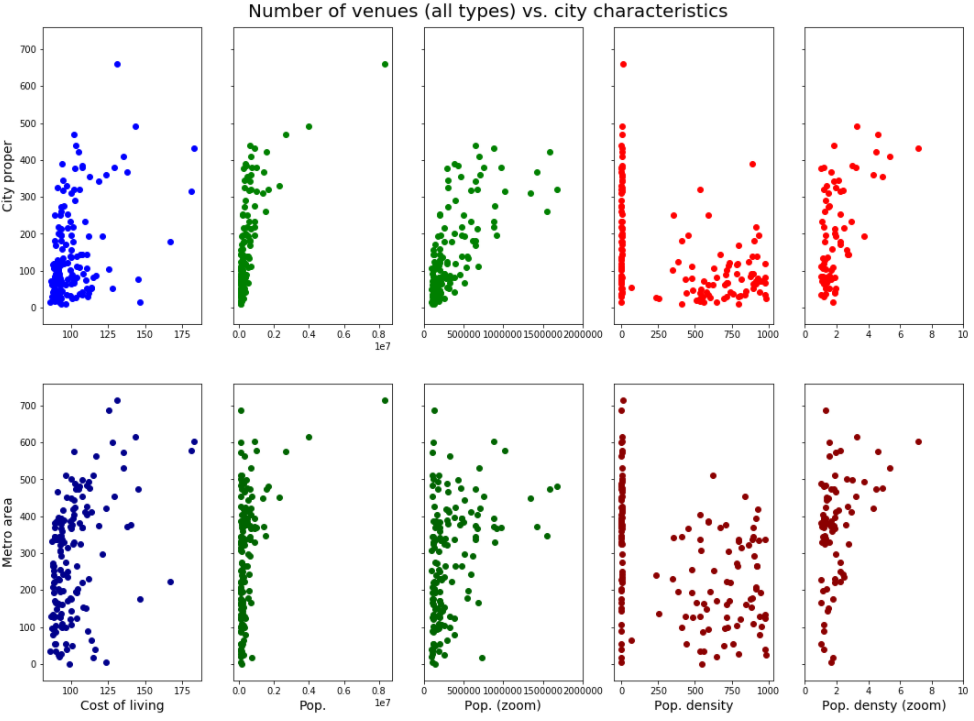 Number of venues (all types) vs. city characteristics
City proper
700
600
500
400
300
200
100
0
100 125 150 175
0.0 0.2 0.4 0.6 0.8
1e7
0 500000 1000000 1500000 2000000
0 250 500 750 1000
0 2 4 6 8 10
Metro area
700
600
500
400
300
200
100
0
100 125 150 175
0.0 0.2 0.4 0.6 0.8
1e7
0 500000 1000000 1500000 2000000
0 250 500 750 1000
0 2 4 6 8 10
Cost of living
Pop.
Pop. (zoom)
Pop. density
Pop. densty (zoom)